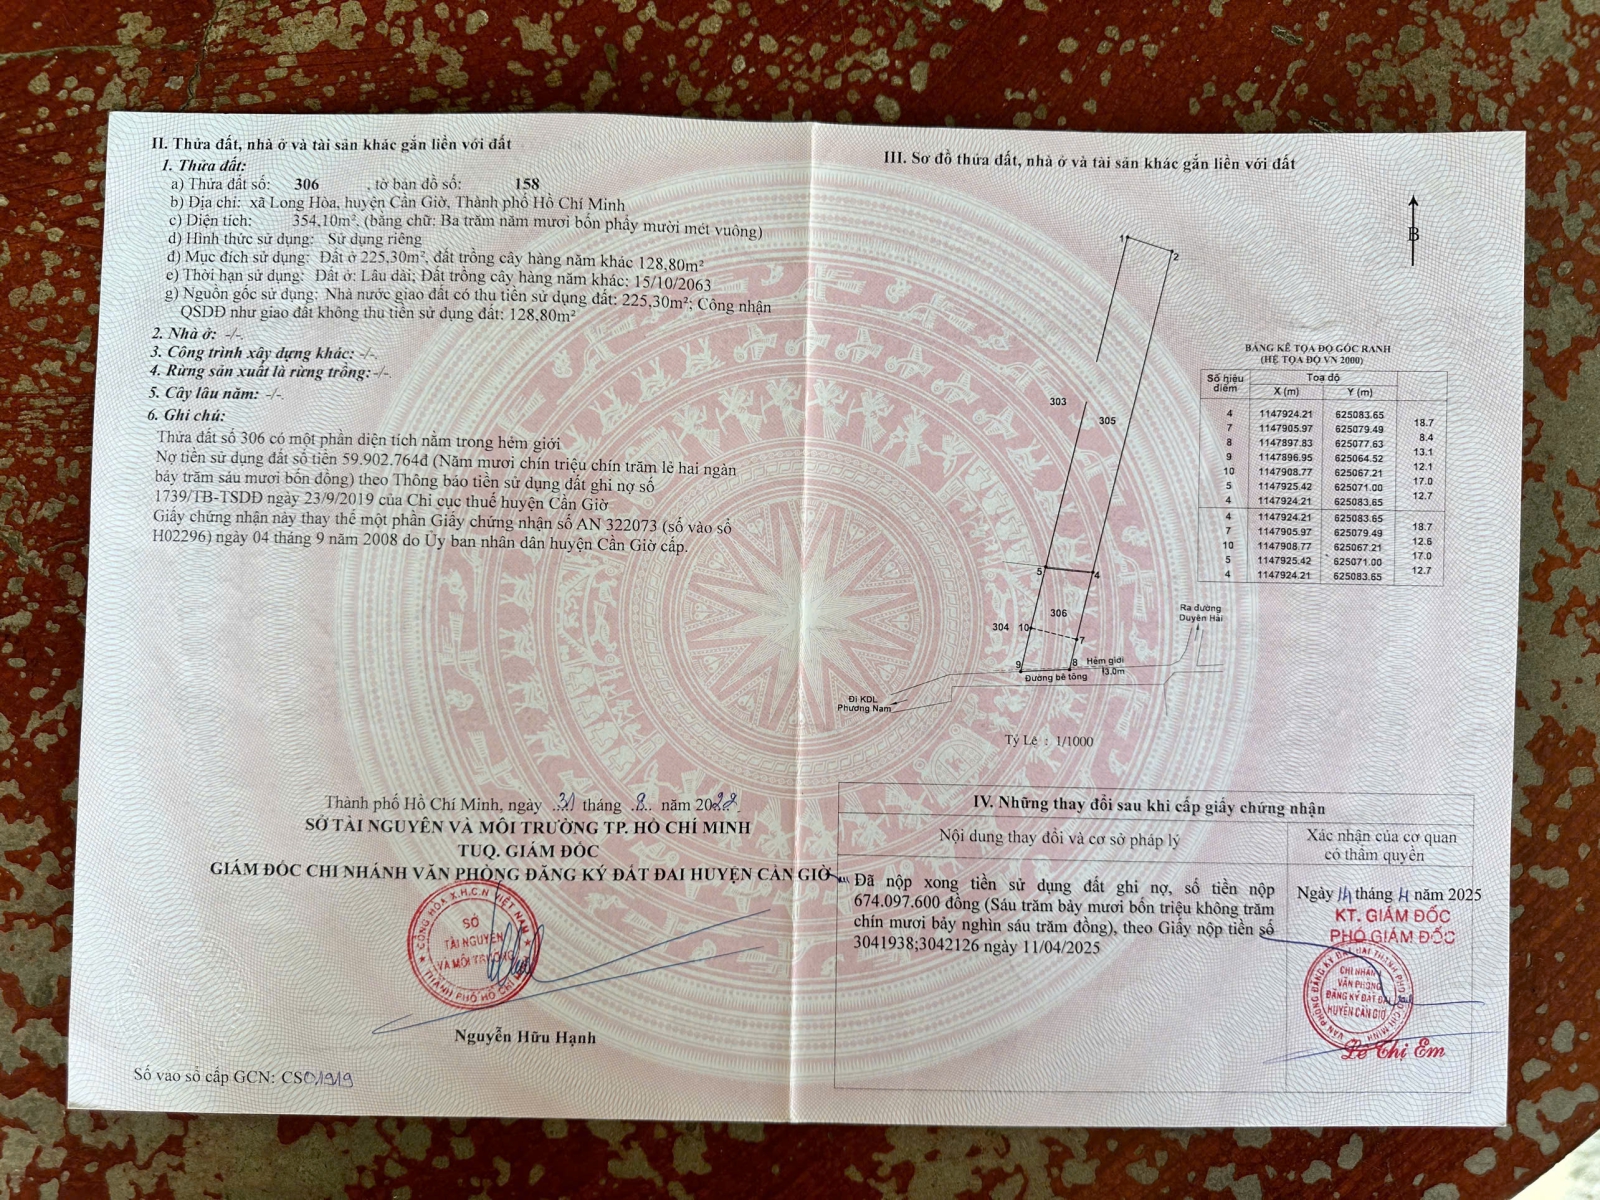 II. Thửa đất, nhà ở và tài sản khác gắn liền với đất
1. Thửa đất:
a) Thửa đất số: 306 , tờ bản đồ số: 158
b) Địa chỉ: xã Long Hòa, huyện Cần Giờ, Thành phố Hồ Chí Minh
c) Diện tích: 354,10m², (bằng chữ: Ba trăm năm mươi bốn phẩy mười mét vuông)
d) Hình thức sử dụng: Sử dụng riêng
đ) Mục đích sử dụng: Đất ở 225,30m², đất trồng cây hàng năm khác 128,80m²
e) Thời hạn sử dụng: Đất ở: Lâu dài; Đất trồng cây hàng năm khác: 15/10/2063
g) Nguồn gốc sử dụng: Nhà nước giao đất có thu tiền sử dụng đất: 225,30m²; Công nhận
QSDĐ như giao đất không thu tiền sử dụng đất: 128,80m²
2. Nhà ở: -/-
3. Công trình xây dựng khác: -/-.
4. Rừng sản xuất là rừng trồng: -/-.
5. Cây lâu năm: -/-.
6. Ghi chú:
Thửa đất số 306 có một phần diện tích nằm trong hẻm giới
Nợ tiền sử dụng đất số tiền 59.902.764đ (Năm mươi chín triệu chín trăm lẻ hai ngàn
bảy trăm sáu mươi bốn đồng) theo Thông báo tiền sử dụng đất ghi nợ số
1739/TB-TSDĐ ngày 23/9/2019 của Chi cục thuế huyện Cần Giờ
Giấy chứng nhận này thay thế một phần Giấy chứng nhận số AN 322073 (số vào sổ
H02296) ngày 04 tháng 9 năm 2008 do Ủy ban nhân dân huyện Cần Giờ cấp.
Thành phố Hồ Chí Minh, ngày 31 tháng 8 năm 2022
SỞ TÀI NGUYÊN VÀ MÔI TRƯỜNG TP. HỒ CHÍ MINH
TUQ. GIÁM ĐỐC
GIÁM ĐỐC CHI NHÁNH VĂN PHÒNG ĐĂNG KÝ ĐẤT ĐAI HUYỆN CẦN GIỜ
CỘNG HÒA X.H.C.N VIỆT NAM
SỞ
TÀI NGUYÊN
VÀ MÔI TRƯỜNG
THÀNH PHỐ HỒ CHÍ
Nguyễn Hữu Hạnh
Số vào sổ cấp GCN: CS01919
III. Sơ đồ thửa đất, nhà ở và tài sản khác gắn liền với đất
B
1
2
303
305
5
4
306
304 10
7
9
8 Hẻm giới
13.0m
Đường bê tông
Ra đường
Duyên Hải
Đi KDL
Phương Nam
Tỷ Lệ : 1/1000
BẢNG KÊ TỌA ĐỘ GÓC RANH
(HỆ TỌA ĐỘ VN 2000)
Số hiệu điểm Toạ độ
X (m) Y (m)
4 1147924.21 625083.65
18.7
7 1147905.97 625079.49
8.4
8 1147897.83 625077.63
13.1
9 1147896.95 625064.52
12.1
10 1147908.77 625067.21
17.0
5 1147925.42 625071.00
12.7
4 1147924.21 625083.65
4 1147924.21 625083.65
18.7
7 1147905.97 625079.49
12.6
10 1147908.77 625067.21
17.0
5 1147925.42 625071.00
12.7
4 1147924.21 625083.65
IV. Những thay đổi sau khi cấp giấy chứng nhận
Nội dung thay đổi và cơ sở pháp lý
Xác nhận của cơ quan
có thẩm quyền
Đã nộp xong tiền sử dụng đất ghi nợ, số tiền nộp
674.097.600 đồng (Sáu trăm bảy mươi bốn triệu không trăm
chín mươi bảy nghìn sáu trăm đồng), theo Giấy nộp tiền số
3041938;3042126 ngày 11/04/2025
Ngày 14 tháng 4 năm 2025
KT. GIÁM ĐỐC
PHÓ GIÁM ĐỐC
VĂN PHÒNG ĐĂNG KÝ ĐẤT ĐAI THÀNH PHỐ HỒ CHÍ MINH
CHI NHÁNH
VĂN PHÒNG
ĐĂNG KÝ ĐẤT ĐAI
HUYỆN CẦN GIỜ
Lê Thị Êm